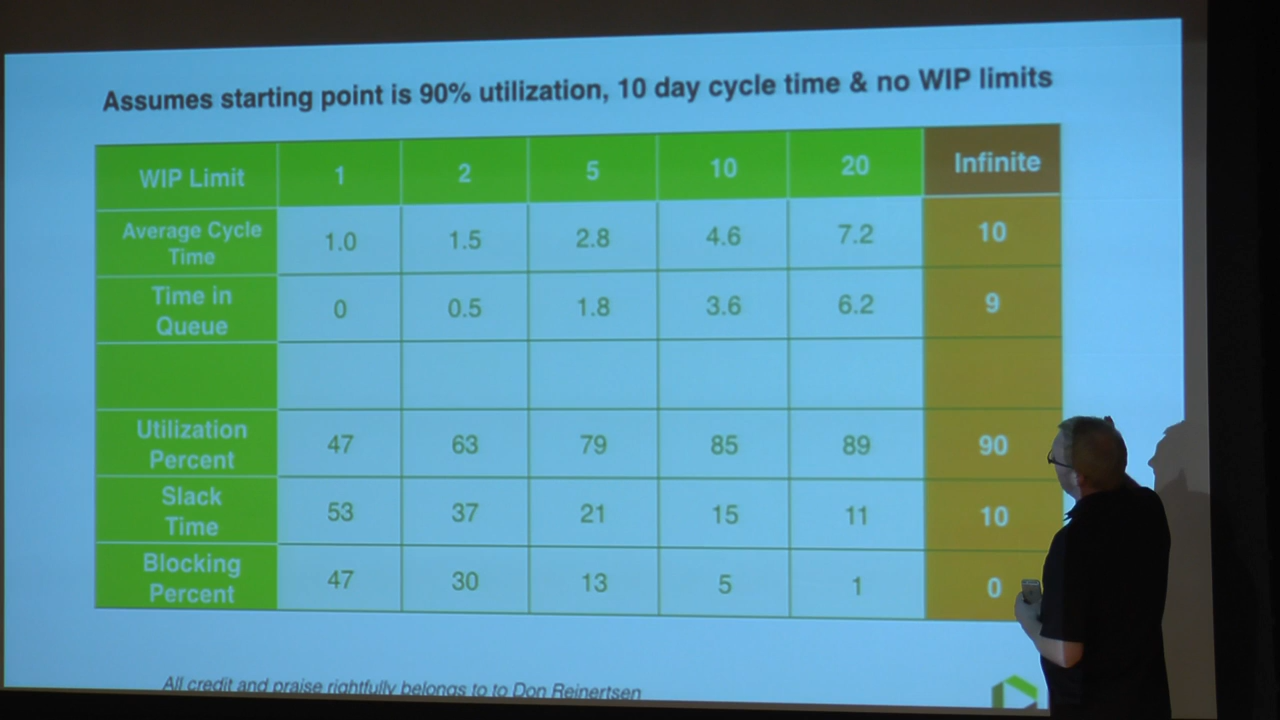 Assumes starting point is 90% utilization, 10 day cycle time & no WIP limits
WIP Limit 1 2 5 10 20 Infinite
Average Cycle
Time 1.0 1.5 2.8 4.6 7.2 10
Time in
Queue 0 0.5 1.8 3.6 6.2 9
Utilization
Percent 47 63 79 85 89 90
Slack
Time 53 37 21 15 11 10
Blocking
Percent 47 30 13 5 1 0
All credit and praise rightfully belongs to to Don Reinertsen